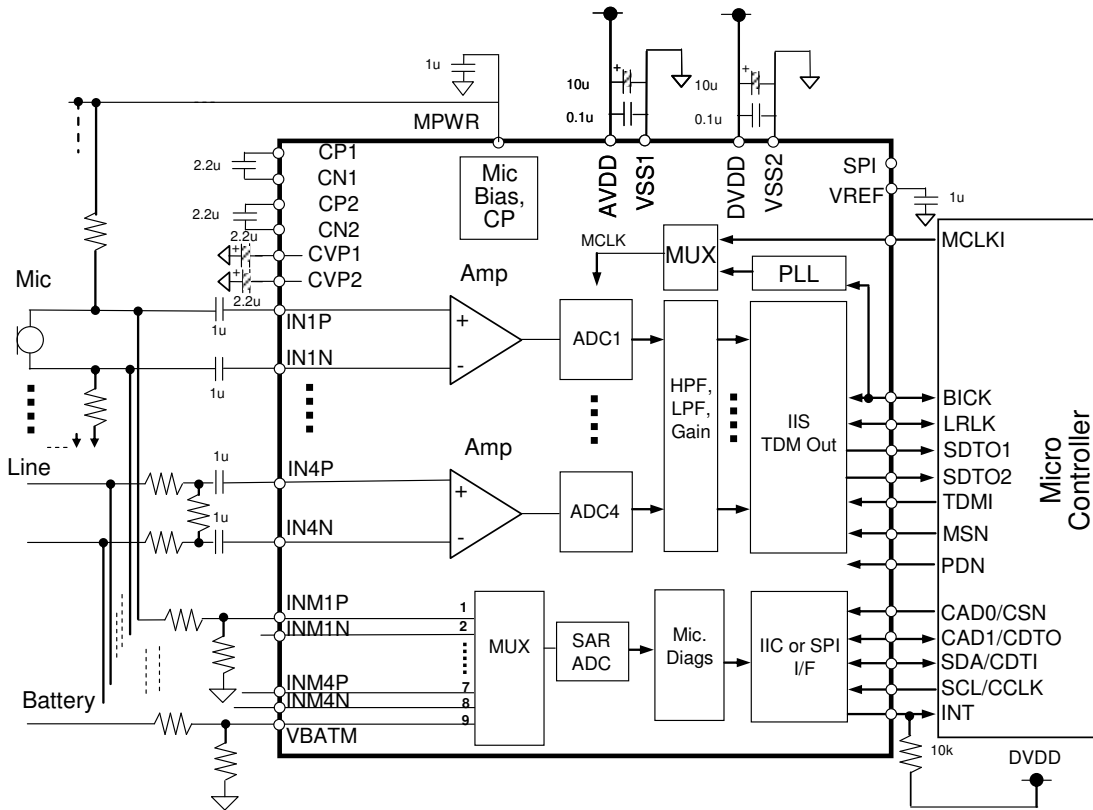 1u
MPWR
10u
0.1u
+
10u
0.1u
+
AVDD
VSS1
DVDD
VSS2
SPI
VREF
1u
2.2u
CP1
CN1
2.2u
CP2
CN2
2.2u
+
CVP1
+
CVP2
2.2u
Mic
Bias,
CP
MCLK
MUX
PLL
MCLKI
Mic
1u
IN1P
IN1N
1u
Amp
+
-
ADC1
HPF,
LPF,
Gain
IIS
TDM Out
BICK
LRLK
SDTO1
SDTO2
TDMI
MSN
PDN
Micro
Controller
Line
1u
IN4P
1u
IN4N
Amp
+
-
ADC4
INM1P
INM1N
INM4P
INM4N
VBATM
1
2
7
8
9
MUX
SAR
ADC
Mic.
Diags
IIC or SPI
I/F
CAD0/CSN
CAD1/CDTO
SDA/CDTI
SCL/CCLK
INT
Battery
10k
DVDD